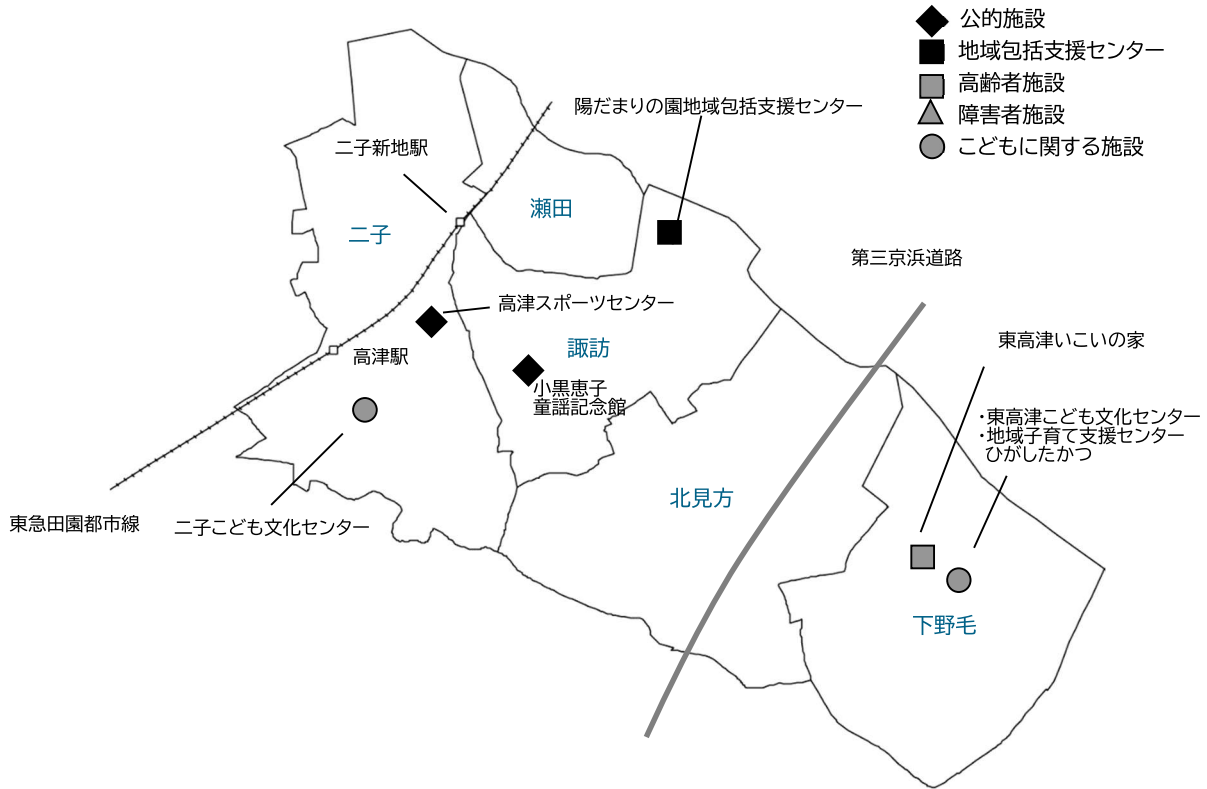 公的施設
地域包括支援センター
高齢者施設
障害者施設
こどもに関する施設
陽だまりの園地域包括支援センター
二子新地駅
瀬田
二子
第三京浜道路
高津スポーツセンター
東高津いこいの家
諏訪
高津駅
小黒恵子
童謡記念館
・東高津こども文化センター
・地域子育て支援センター
ひがしたかつ
北見方
東急田園都市線
二子こども文化センター
下野毛